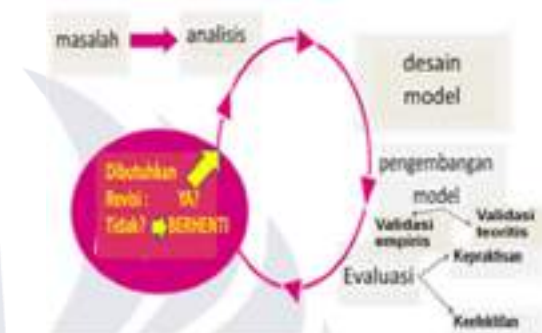 masalah
analisis
desain
model
pengembangan
model
Validasi
empiris
Validasi
teoritis
Kepraktisan
Evaluasi
Keefektifan
Dibutuhkan
Revisi : YA?
Tidak? BERHENTI